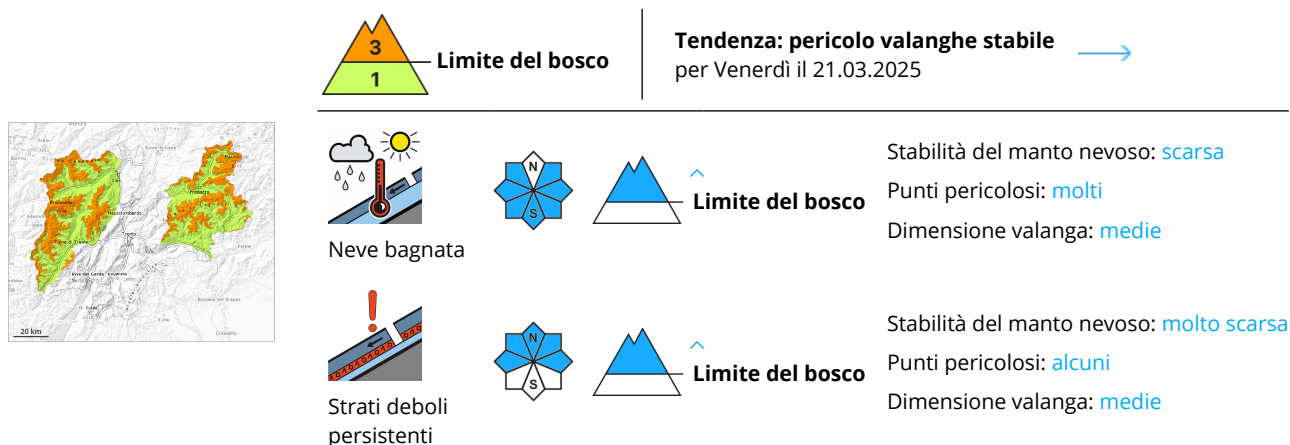 3
1
Limite del bosco
Tendenza: pericolo valanghe stabile
per Venerdì il 21.03.2025
N
S
Limite del bosco
Stabilità del manto nevoso: scarsa
Punti pericolosi: molti
Dimensione valanga: medie
Neve bagnata
N
S
Limite del bosco
Stabilità del manto nevoso: molto scarsa
Punti pericolosi: alcuni
Dimensione valanga: medie
Strati deboli
persistenti
Mezzolombardo
Trento
Riva del Garda
20 km